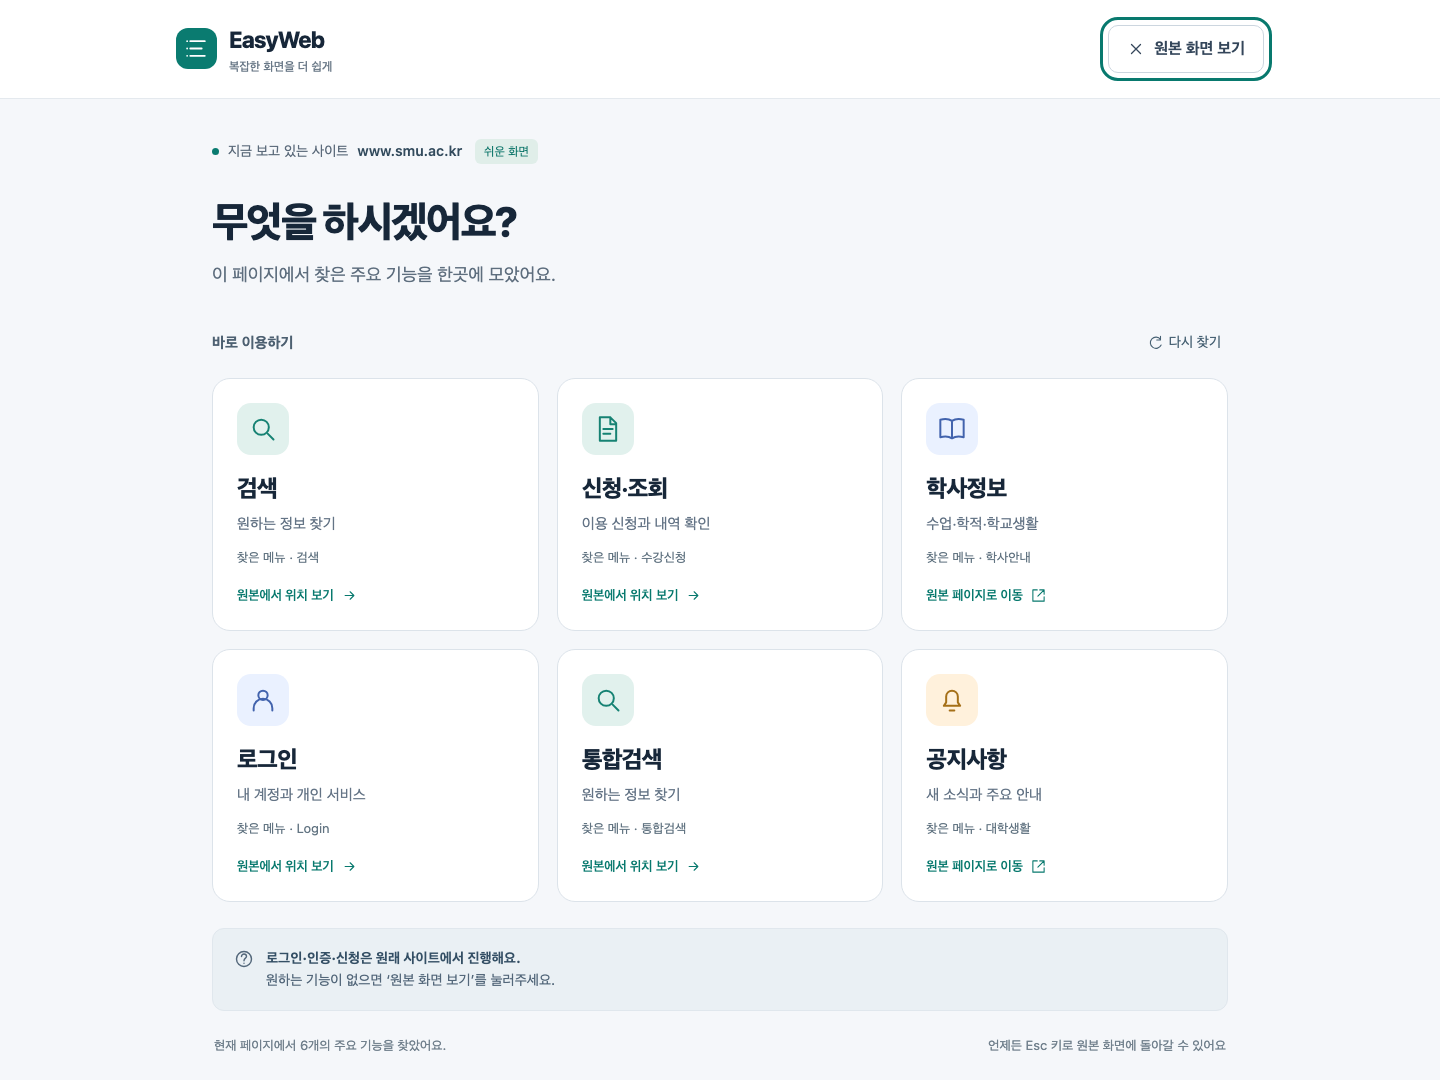 EasyWeb
복잡한 화면을 더 쉽게
원본 화면 보기
지금 보고 있는 사이트 www.smu.ac.kr 쉬운 화면
무엇을 하시겠어요?
이 페이지에서 찾은 주요 기능을 한곳에 모았어요.
바로 이용하기
다시 찾기
검색
원하는 정보 찾기
찾은 메뉴 · 검색
원본에서 위치 보기
신청·조회
이용 신청과 내역 확인
찾은 메뉴 · 수강신청
원본에서 위치 보기
학사정보
수업·학적·학교생활
찾은 메뉴 · 학사안내
원본 페이지로 이동
로그인
내 계정과 개인 서비스
찾은 메뉴 · Login
원본에서 위치 보기
통합검색
원하는 정보 찾기
찾은 메뉴 · 통합검색
원본에서 위치 보기
공지사항
새 소식과 주요 안내
찾은 메뉴 · 대학생활
원본 페이지로 이동
로그인·인증·신청은 원래 사이트에서 진행해요.
원하는 기능이 없으면 ‘원본 화면 보기’를 눌러주세요.
현재 페이지에서 6개의 주요 기능을 찾았어요.
언제든 Esc 키로 원본 화면에 돌아갈 수 있어요